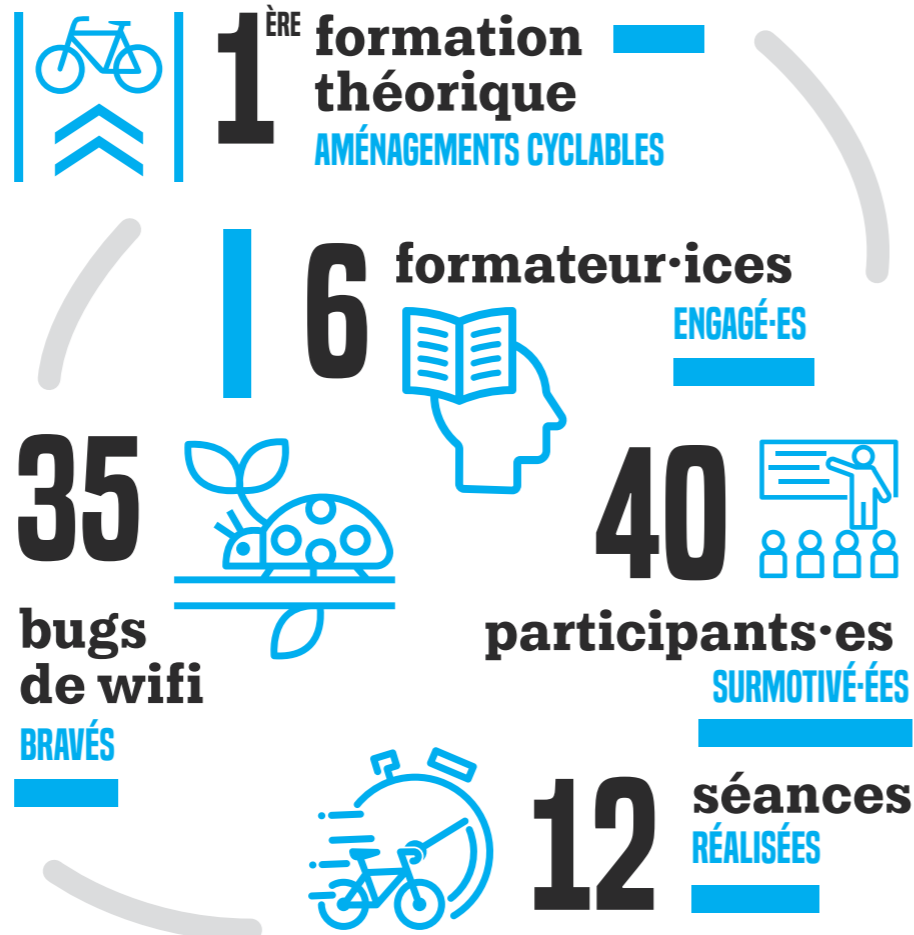 1ÈRE formation
théorique
AMÉNAGEMENTS CYCLABLES
6 formateur·ices
ENGAGÉ·ES
35
bugs
de wifi
BRAVÉS
40
participants·es
SURMOTIVÉ·ÉES
12 séances
RÉALISÉES